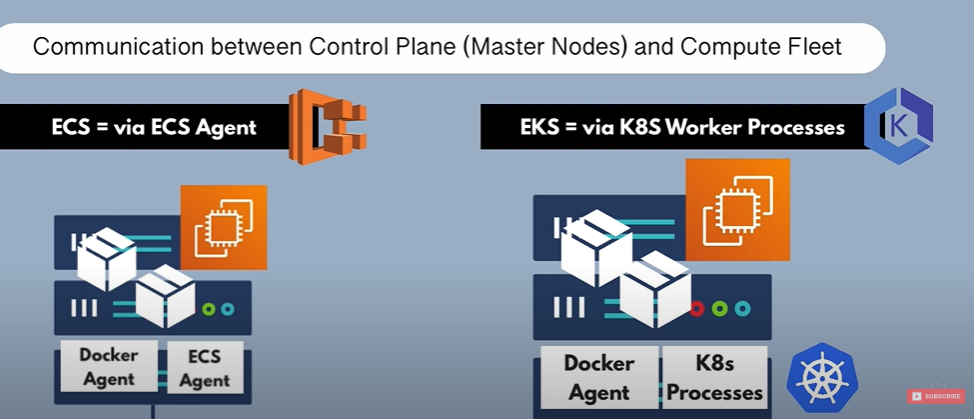 Communication between Control Plane (Master Nodes) and Compute Fleet
ECS = via ECS Agent
EKS = via K8S Worker Processes
K
Docker
Agent
ECS
Agent
Docker
Agent
K8s
Processes
SUBSCRIBE